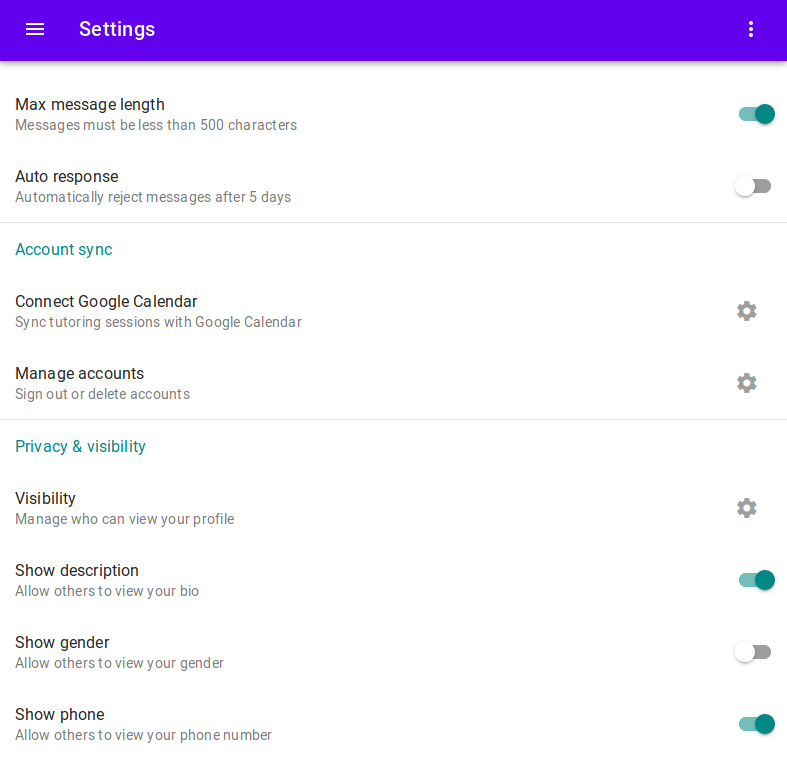 Settings
Max message length
Messages must be less than 500 characters
Auto response
Automatically reject messages after 5 days
Account sync
Connect Google Calendar
Sync tutoring sessions with Google Calendar
Manage accounts
Sign out or delete accounts
Privacy & visibility
Visibility
Manage who can view your profile
Show description
Allow others to view your bio
Show gender
Allow others to view your gender
Show phone
Allow others to view your phone number